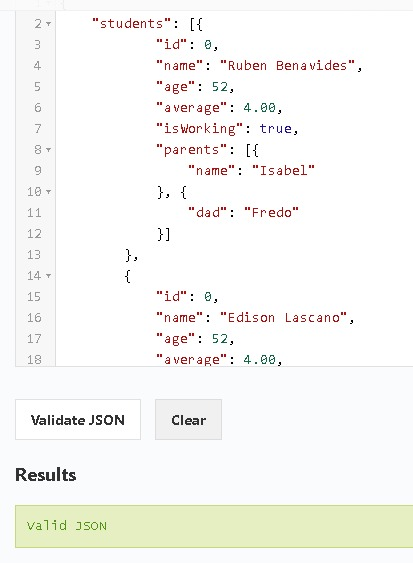 2 "students": [{
3 "id": 0,
4 "name": "Ruben Benavides",
5 "age": 52,
6 "average": 4.00,
7 "isWorking": true,
8 "parents": [{
9 "name": "Isabel"
10 }, {
11 "dad": "Fredo"
12 }]
13 },
14 {
15 "id": 0,
16 "name": "Edison Lascano",
17 "age": 52,
18 "average": 4.00,
Validate JSON Clear
Results
Valid JSON